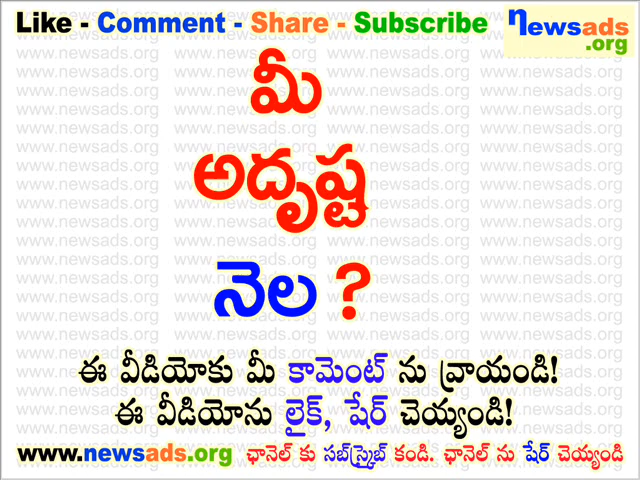 Like - Comment - Share - Subscribe
newsads
.org
మీ
అదృష్ట
నెల ?
ఈ వీడియోకు మీ కామెంట్ ను వ్రాయండి!
ఈ వీడియోను లైక్, షేర్ చెయ్యండి!
www.newsads.org ఛానెల్ కు సబ్‌స్క్రైబ్ కండి. ఛానెల్ ను షేర్ చెయ్యండి